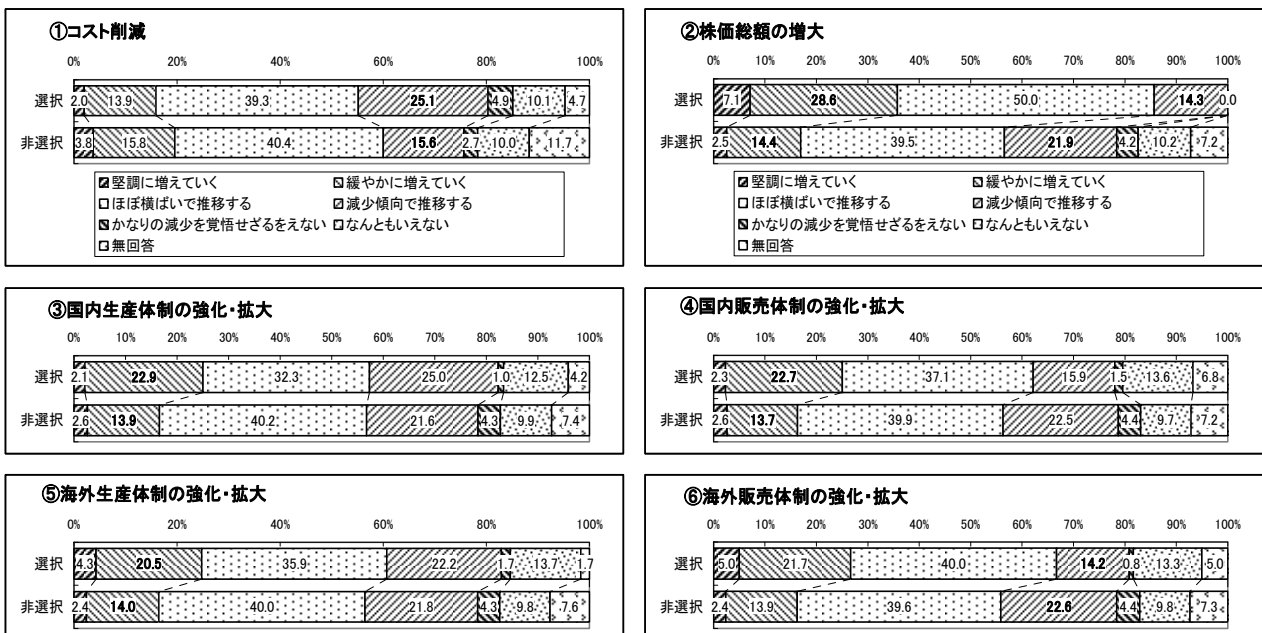 ①コスト削減
0% 20% 40% 60% 80% 100%
選択 2.0 13.9 39.3 25.1 4.9 10.1 4.7
非選択 3.8 15.8 40.4 15.6 2.7 10.0 11.7
堅調に増えていく 緩やかに増えていく
ほぼ横ばいで推移する 減少傾向で推移する
かなりの減少を覚悟せざるをえない なんともいえない
無回答
②株価総額の増大
0% 10% 20% 30% 40% 50% 60% 70% 80% 90% 100%
選択 7.1 28.6 50.0 14.3 0.0
非選択 2.5 14.4 39.5 21.9 4.2 10.2 7.2
堅調に増えていく 緩やかに増えていく
ほぼ横ばいで推移する 減少傾向で推移する
かなりの減少を覚悟せざるをえない なんともいえない
無回答
③国内生産体制の強化・拡大
0% 10% 20% 30% 40% 50% 60% 70% 80% 90% 100%
選択 2.1 22.9 32.3 25.0 1.0 12.5 4.2
非選択 2.6 13.9 40.2 21.6 4.3 9.9 7.4
④国内販売体制の強化・拡大
0% 10% 20% 30% 40% 50% 60% 70% 80% 90% 100%
選択 2.3 22.7 37.1 15.9 1.5 13.6 6.8
非選択 2.6 13.7 39.9 22.5 4.4 9.7 7.2
⑤海外生産体制の強化・拡大
0% 20% 40% 60% 80% 100%
選択 4.3 20.5 35.9 22.2 1.7 13.7 1.7
非選択 2.4 14.0 40.0 21.8 4.3 9.8 7.6
⑥海外販売体制の強化・拡大
0% 10% 20% 30% 40% 50% 60% 70% 80% 90% 100%
選択 5.0 21.7 40.0 14.2 0.8 13.3 5.0
非選択 2.4 13.9 39.6 22.6 4.4 9.8 7.3